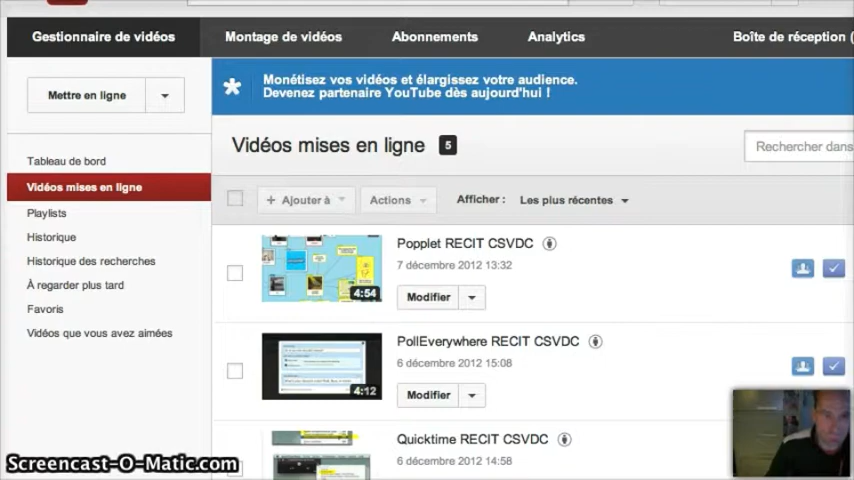 Gestionnaire de vidéos
Montage de vidéos
Abonnements
Analytics
Boîte de réception (
Mettre en ligne
Monétisez vos vidéos et élargissez votre audience.
Devenez partenaire YouTube dès aujourd'hui !
Vidéos mises en ligne 5
Rechercher dans
Tableau de bord
Vidéos mises en ligne
Playlists
Historique
Historique des recherches
À regarder plus tard
Favoris
Vidéos que vous avez aimées
+ Ajouter à
Actions
Afficher :
Les plus récentes
Popplet RECIT CSVDC
7 décembre 2012 13:32
4:54
Modifier
PollEverywhere RECIT CSVDC
6 décembre 2012 15:08
4:12
Modifier
Quicktime RECIT CSVDC
6 décembre 2012 14:58
Screencast-O-Matic.com